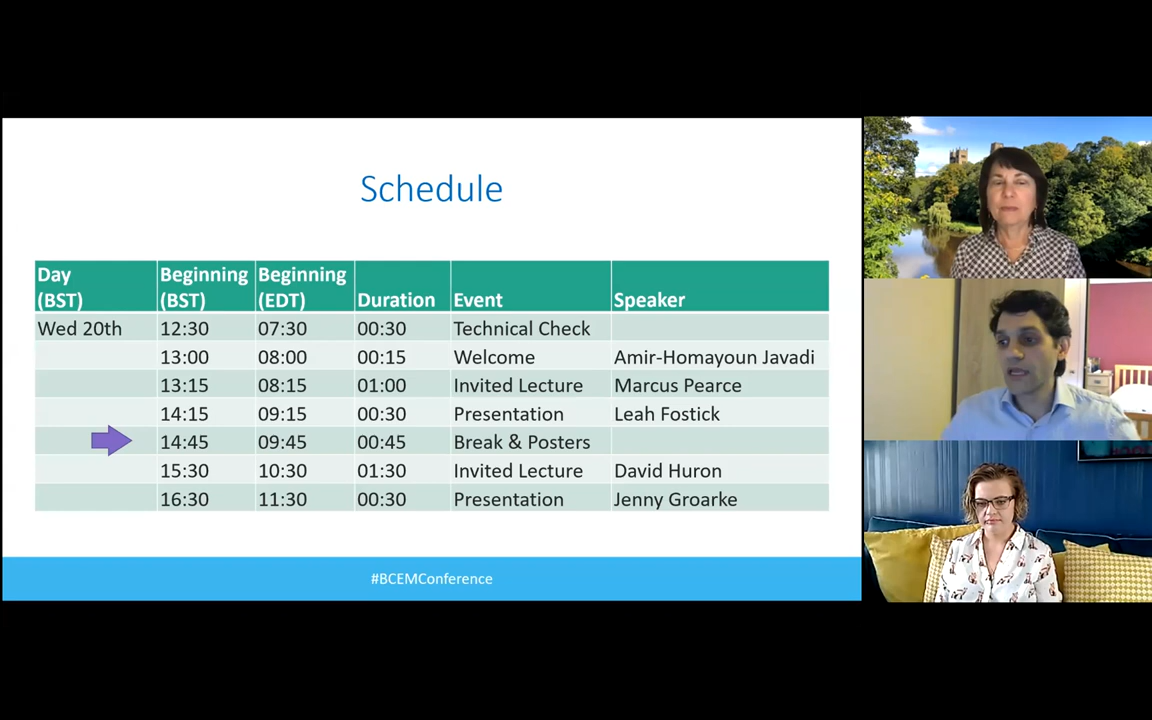 Schedule
Day (BST) Beginning (BST) Beginning (EDT) Duration Event Speaker
Wed 20th 12:30 07:30 00:30 Technical Check
13:00 08:00 00:15 Welcome Amir-Homayoun Javadi
13:15 08:15 01:00 Invited Lecture Marcus Pearce
14:15 09:15 00:30 Presentation Leah Fostick
14:45 09:45 00:45 Break & Posters
15:30 10:30 01:30 Invited Lecture David Huron
16:30 11:30 00:30 Presentation Jenny Groarke
#BCEMConference